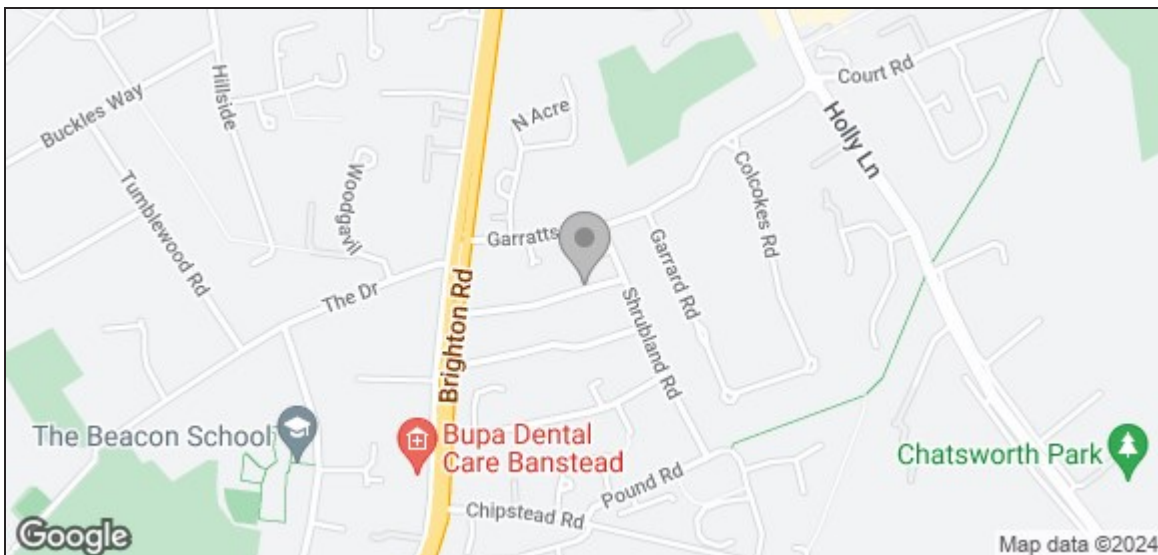 Court Rd
Hillside
Buckles Way
N Acre
Holly Ln
Colcokes Rd
Woodgavil
Tumblewood Rd
Garratts
Garrard Rd
The Dr
Brighton Rd
Shrubland Rd
The Beacon School
Bupa Dental
Care Banstead
Chatsworth Park
Pound Rd
Chipstead Rd
Google
Map data ©2024